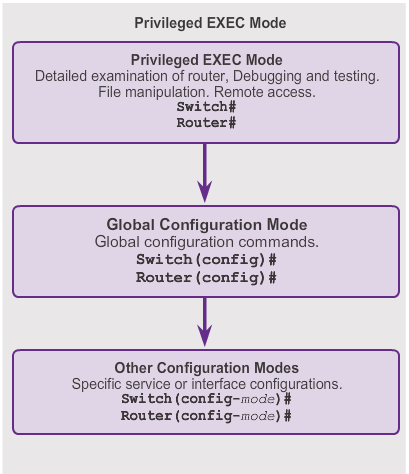 Privileged EXEC Mode
Privileged EXEC Mode
Detailed examination of router, Debugging and testing.
File manipulation. Remote access.
Switch#
Router#
Global Configuration Mode
Global configuration commands.
Switch(config)#
Router(config)#
Other Configuration Modes
Specific service or interface configurations.
Switch(config-mode)#
Router(config-mode)#